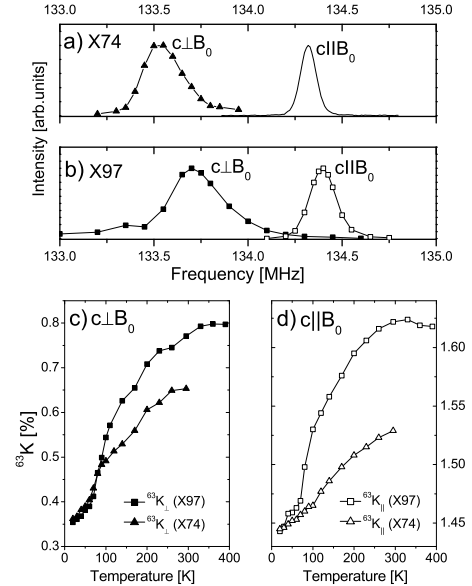 133.0 133.5 134.0 134.5 135.0
a) X74
c⊥B₀
c||B₀
Intensity [arb.units]
b) X97
c⊥B₀
c||B₀
133.0 133.5 134.0 134.5 135.0
Frequency [MHz]
c) c⊥B₀
0.8
0.7
0.6
0.5
0.4
0.3
⁶³K [%]
⁶³K⊥ (X97)
⁶³K⊥ (X74)
0 100 200 300 400
Temperature [K]
d) c||B₀
1.60
1.55
1.50
1.45
⁶³K|| (X97)
⁶³K|| (X74)
0 100 200 300 400
Temperature [K]